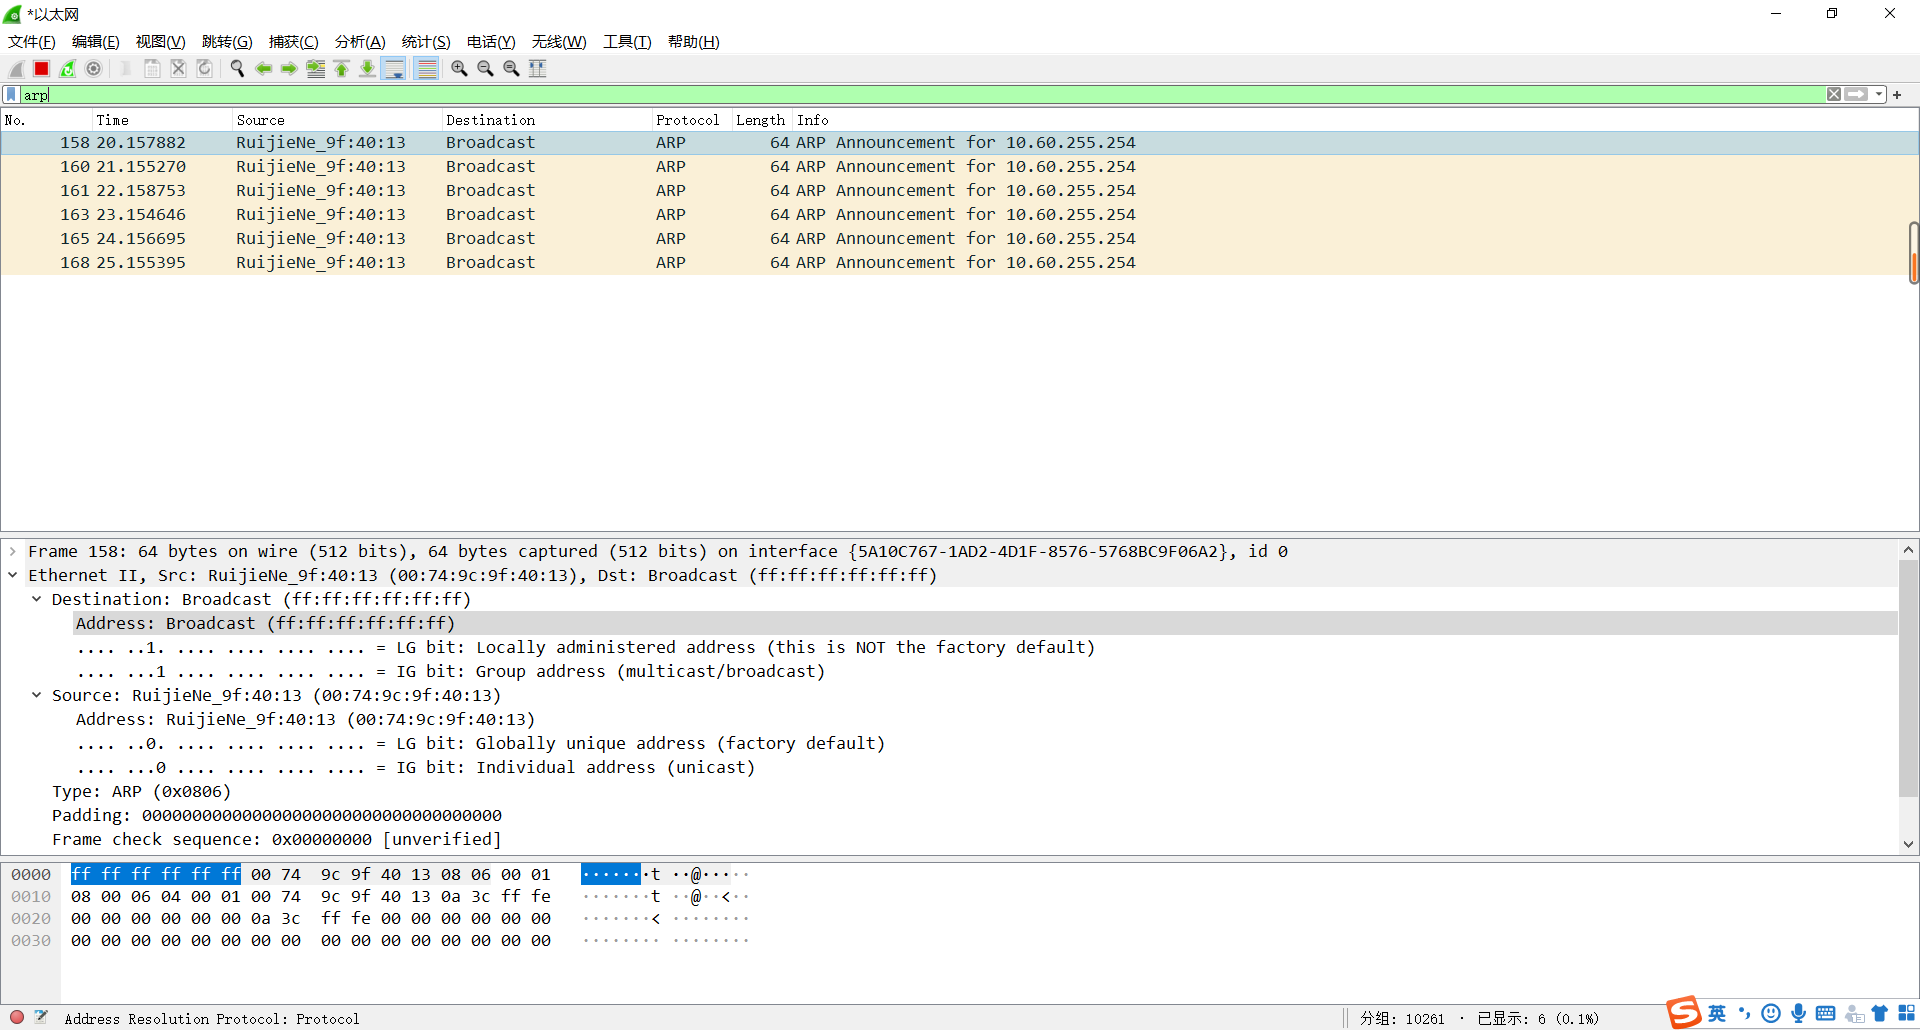 *以太网
文件(F) 编辑(E) 视图(V) 跳转(G) 捕获(C) 分析(A) 统计(S) 电话(Y) 无线(W) 工具(T) 帮助(H)
arp
No. Time Source Destination Protocol Length Info
158 20.157882 RuijieNe_9f:40:13 Broadcast ARP 64 ARP Announcement for 10.60.255.254
160 21.155270 RuijieNe_9f:40:13 Broadcast ARP 64 ARP Announcement for 10.60.255.254
161 22.158753 RuijieNe_9f:40:13 Broadcast ARP 64 ARP Announcement for 10.60.255.254
163 23.154646 RuijieNe_9f:40:13 Broadcast ARP 64 ARP Announcement for 10.60.255.254
165 24.156695 RuijieNe_9f:40:13 Broadcast ARP 64 ARP Announcement for 10.60.255.254
168 25.155395 RuijieNe_9f:40:13 Broadcast ARP 64 ARP Announcement for 10.60.255.254
Frame 158: 64 bytes on wire (512 bits), 64 bytes captured (512 bits) on interface {5A10C767-1AD2-4D1F-8576-5768BC9F06A2}, id 0
Ethernet II, Src: RuijieNe_9f:40:13 (00:74:9c:9f:40:13), Dst: Broadcast (ff:ff:ff:ff:ff:ff)
Destination: Broadcast (ff:ff:ff:ff:ff:ff)
Address: Broadcast (ff:ff:ff:ff:ff:ff)
.... ..1. .... .... .... .... = LG bit: Locally administered address (this is NOT the factory default)
.... ...1 .... .... .... .... = IG bit: Group address (multicast/broadcast)
Source: RuijieNe_9f:40:13 (00:74:9c:9f:40:13)
Address: RuijieNe_9f:40:13 (00:74:9c:9f:40:13)
.... ..0. .... .... .... .... = LG bit: Globally unique address (factory default)
.... ...0 .... .... .... .... = IG bit: Individual address (unicast)
Type: ARP (0x0806)
Padding: 000000000000000000000000000000000000
Frame check sequence: 0x00000000 [unverified]
0000 ff ff ff ff ff ff 00 74 9c 9f 40 13 08 06 00 01 ·······t ··@·····
0010 08 00 06 04 00 01 00 74 9c 9f 40 13 0a 3c ff fe ·······t ··@··<··
0020 00 00 00 00 00 00 0a 3c ff fe 00 00 00 00 00 00 ·······< ········
0030 00 00 00 00 00 00 00 00 00 00 00 00 00 00 00 00 ········ ········
Address Resolution Protocol: Protocol 分组: 10261 · 已显示: 6 (0.1%)
S 英